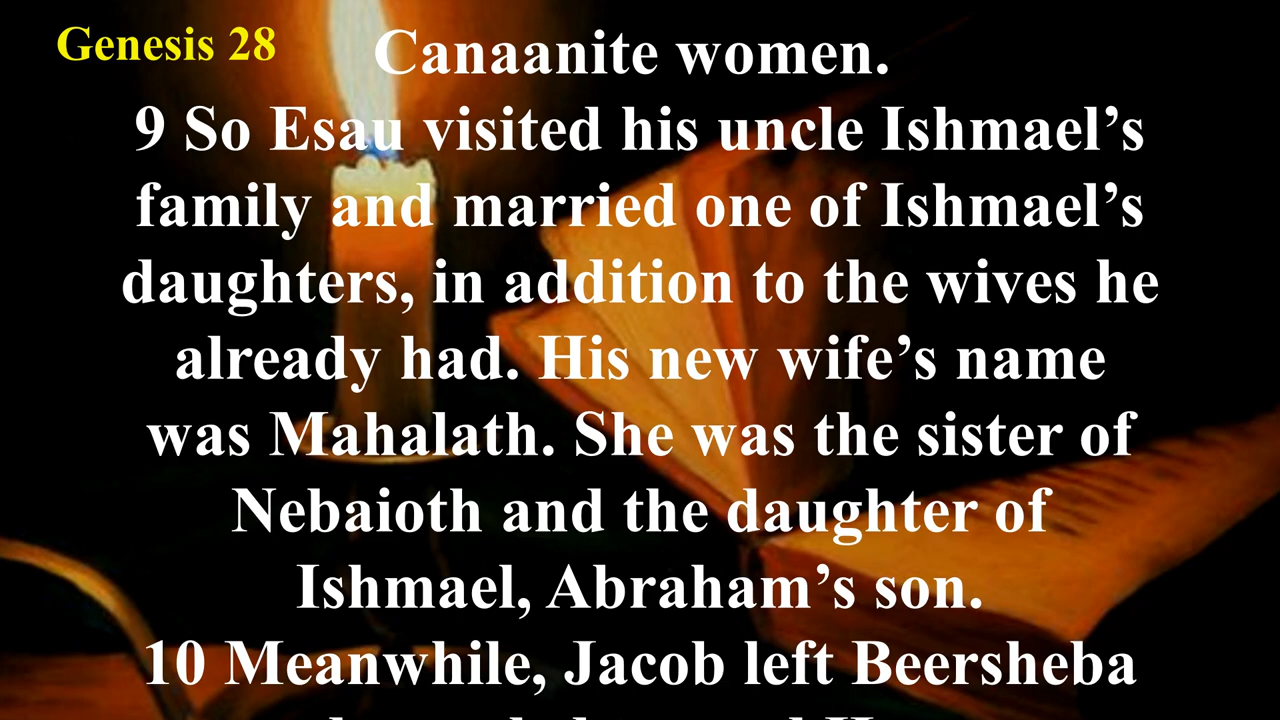 Genesis 28
Canaanite women.
9 So Esau visited his uncle Ishmael’s
family and married one of Ishmael’s
daughters, in addition to the wives he
already had. His new wife’s name
was Mahalath. She was the sister of
Nebaioth and the daughter of
Ishmael, Abraham’s son.
10 Meanwhile, Jacob left Beersheba